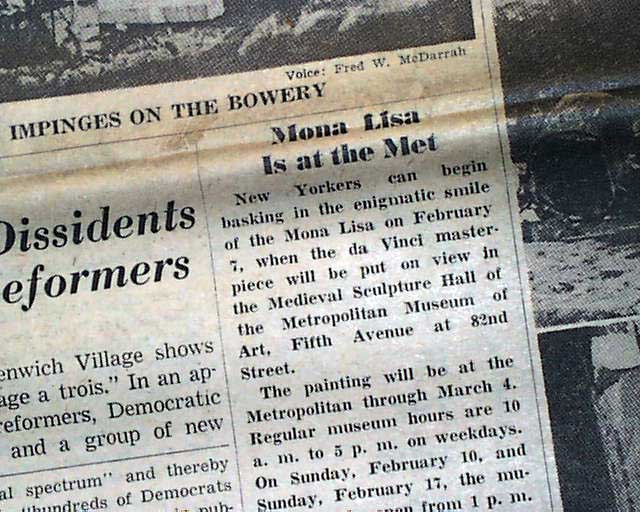 Voice: Fred W. McDarrah
IMPINGES ON THE BOWERY
Dissidents
eformers
enwich Village shows
age a trois." In an ap-
reformers, Democratic
and a group of new
al spectrum" and thereby
hundreds of Democrats
pub-
Mona Lisa
Is at the Met
New Yorkers can begin
basking in the enigmatic smile
of the Mona Lisa on February
7, when the da Vinci master-
piece will be put on view in
the Medieval Sculpture Hall of
the Metropolitan Museum of
Art, Fifth Avenue at 82nd
Street.
The painting will be at the
Metropolitan through March 4.
Regular museum hours are 10
a. m. to 5 p. m. on weekdays.
On Sunday, February 10, and
Sunday, February 17, the mu-
from 1 p. m.